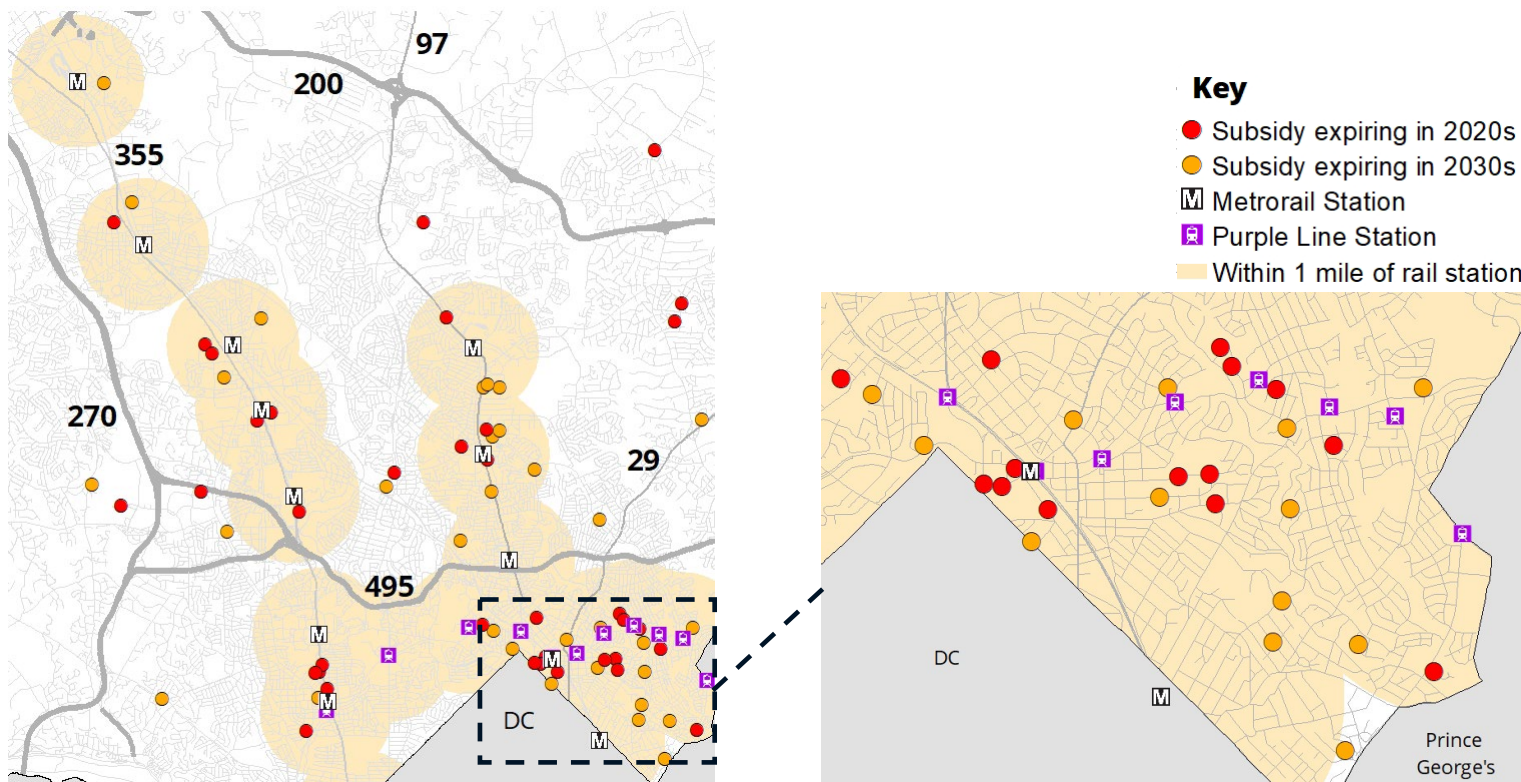 97
200
355
270
29
495
DC
Key
Subsidy expiring in 2020s
Subsidy expiring in 2030s
M Metrorail Station
Purple Line Station
Within 1 mile of rail station
DC
Prince
George's